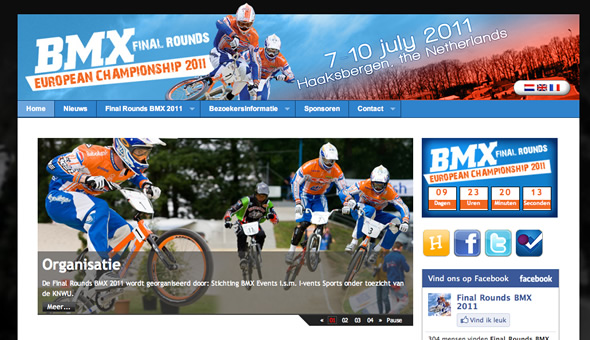 BMX FINAL ROUNDS
EUROPEAN CHAMPIONSHIP 2011
7 10 july 2011
Haaksbergen, the Netherlands
Home Nieuws Final Rounds BMX 2011 BezoekersInformatie Sponsoren Contact
BMX FINAL ROUNDS
EUROPEAN CHAMPIONSHIP 2011
09 23 20 13
Dagen Uren Minuten Seconden
Organisatie
De Final Rounds BMX 2011 wordt georganiseerd door: Stichting BMX Events i.s.m. I-vents Sports onder toezicht van
de KNWU.
Meer...
« 01 02 03 04 » Pause
H f t
Vind ons op Facebook facebook
Final Rounds BMX
2011
Vind ik leuk
304 mensen vinden Final Rounds BMX